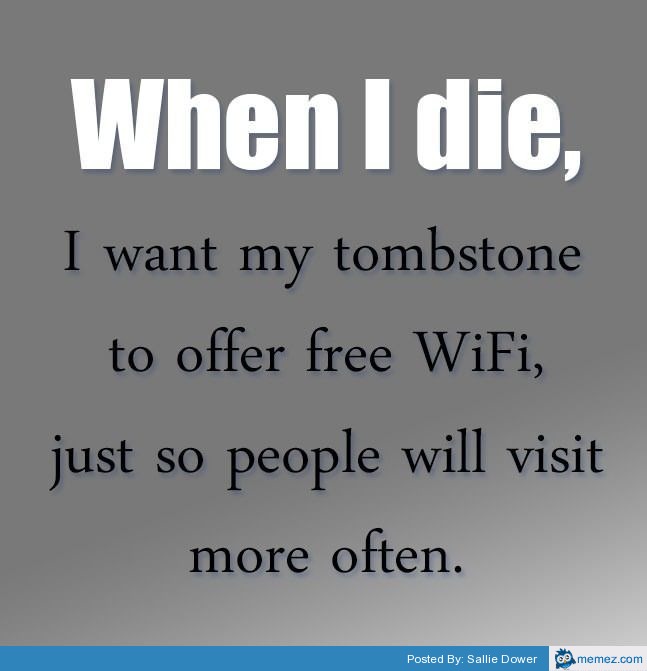 When I die,
I want my tombstone
to offer free WiFi,
just so people will visit
more often.
Posted By: Sallie Dower
memez.com